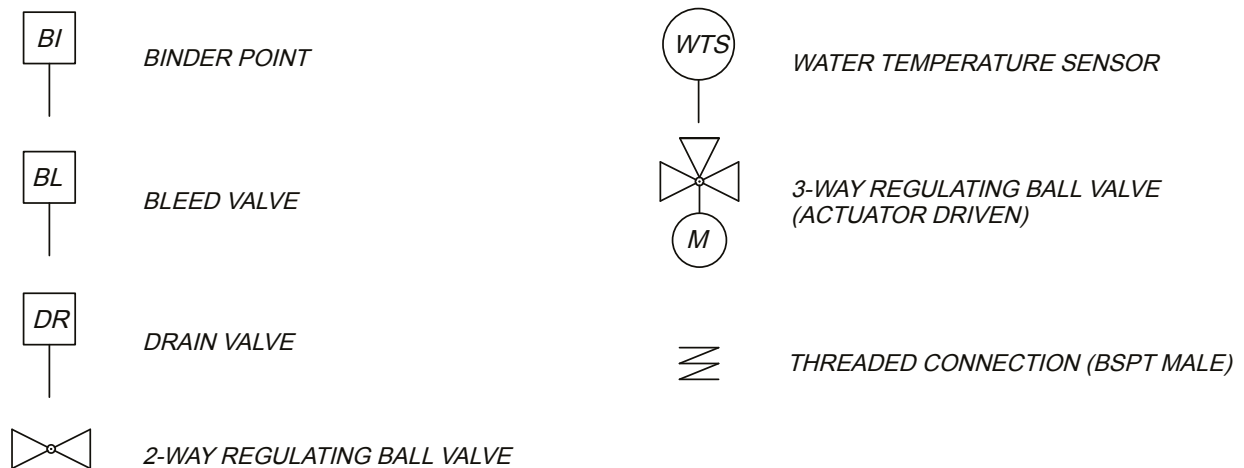 BI
BINDER POINT
BL
BLEED VALVE
DR
DRAIN VALVE
2-WAY REGULATING BALL VALVE
WTS
WATER TEMPERATURE SENSOR
3-WAY REGULATING BALL VALVE
(ACTUATOR DRIVEN)
M
THREADED CONNECTION (BSPT MALE)